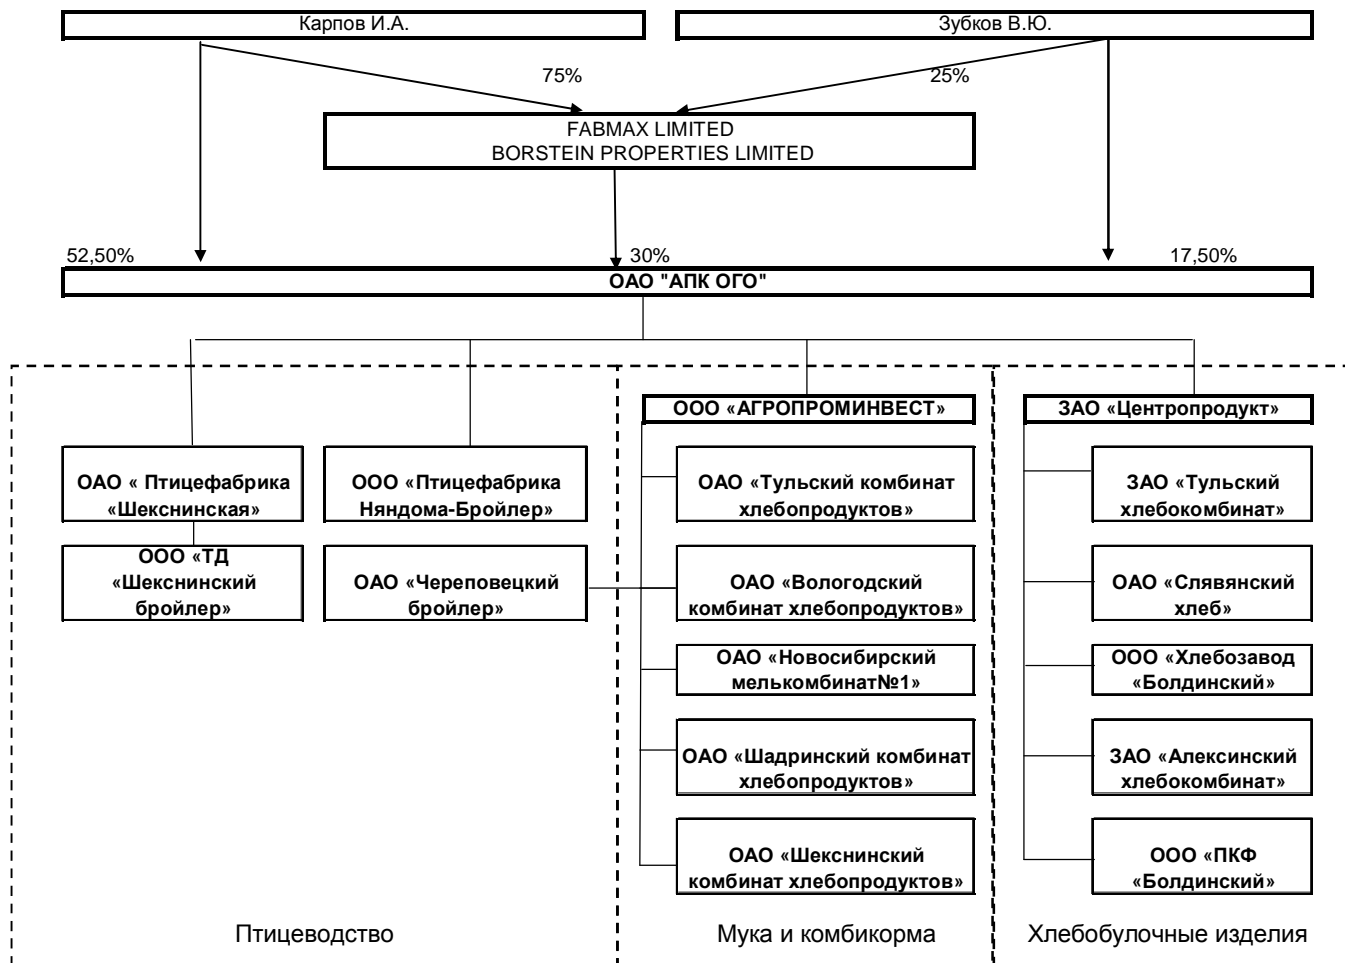 Карпов И.А.
Зубков В.Ю.
75%
25%
FABMAX LIMITED
BORSTEIN PROPERTIES LIMITED
52,50%
30%
17,50%
ОАО "АПК ОГО"
ООО «АГРОПРОМИНВЕСТ»
ЗАО «Центропродукт»
ОАО « Птицефабрика
«Шекснинская»
ООО «Птицефабрика
Няндома-Бройлер»
ОАО «Тульский комбинат
хлебопродуктов»
ЗАО «Тульский
хлебокомбинат»
ООО «ТД
«Шекснинский
бройлер»
ОАО «Череповецкий
бройлер»
ОАО «Вологодский
комбинат хлебопродуктов»
ОАО «Слявянский
хлеб»
ОАО «Новосибирский
мелькомбинат№1»
ООО «Хлебозавод
«Болдинский»
ОАО «Шадринский комбинат
хлебопродуктов»
ЗАО «Алексинский
хлебокомбинат»
ОАО «Шекснинский
комбинат хлебопродуктов»
ООО «ПКФ
«Болдинский»
Птицеводство
Мука и комбикорма
Хлебобулочные изделия